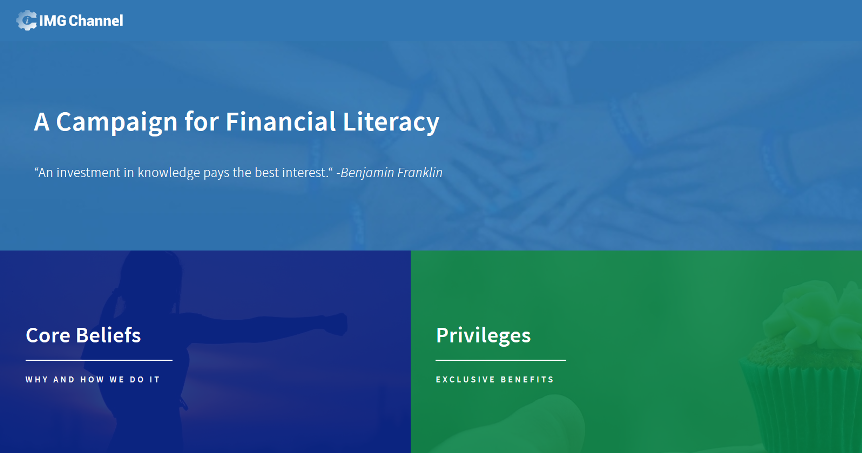 IMG Channel
A Campaign for Financial Literacy
“An investment in knowledge pays the best interest.“ -Benjamin Franklin
Core Beliefs
WHY AND HOW WE DO IT
Privileges
EXCLUSIVE BENEFITS